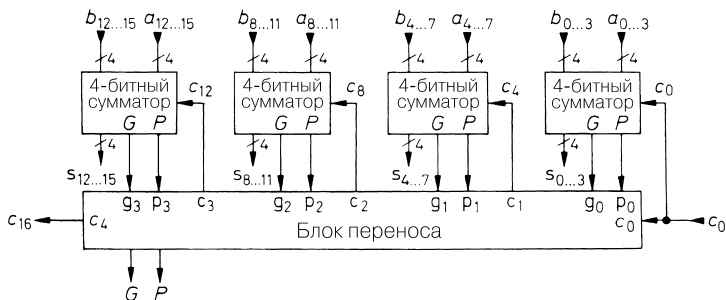 b12...15 a12...15 b8...11 a8...11 b4...7 a4...7 b0...3 a0...3
4 4 4 4 4 4 4 4
4-битный сумматор c12 4-битный сумматор c8 4-битный сумматор c4 4-битный сумматор c0
G P G P G P G P
4 4 4 4
s12...15 s8...11 s4...7 s0...3
g3 p3 c3 g2 p2 c2 g1 p1 c1 g0 p0
c16 c4 Блок переноса c0 c0
G P